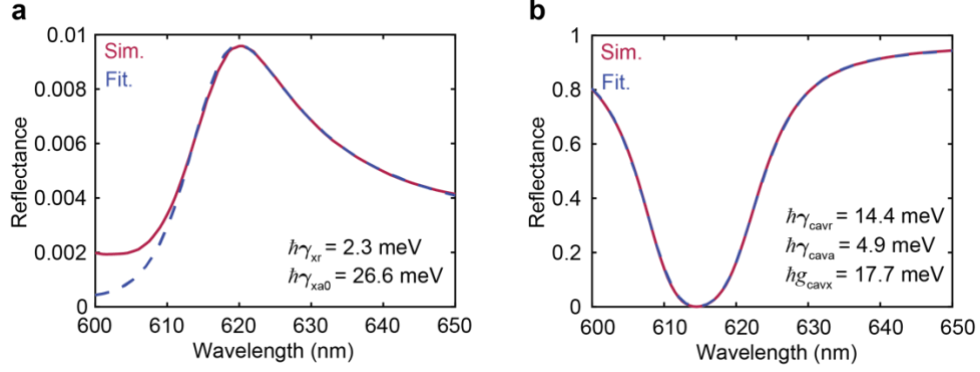 a
Reflectance
0.01
0.008
0.006
0.004
0.002
0
Sim.
Fit.
ℏγxr = 2.3 meV
ℏγxa0 = 26.6 meV
600 610 620 630 640 650
Wavelength (nm)
b
Reflectance
1
0.8
0.6
0.4
0.2
0
Sim.
Fit.
ℏγcavr = 14.4 meV
ℏγcava = 4.9 meV
ℏgcavx = 17.7 meV
600 610 620 630 640 650
Wavelength (nm)